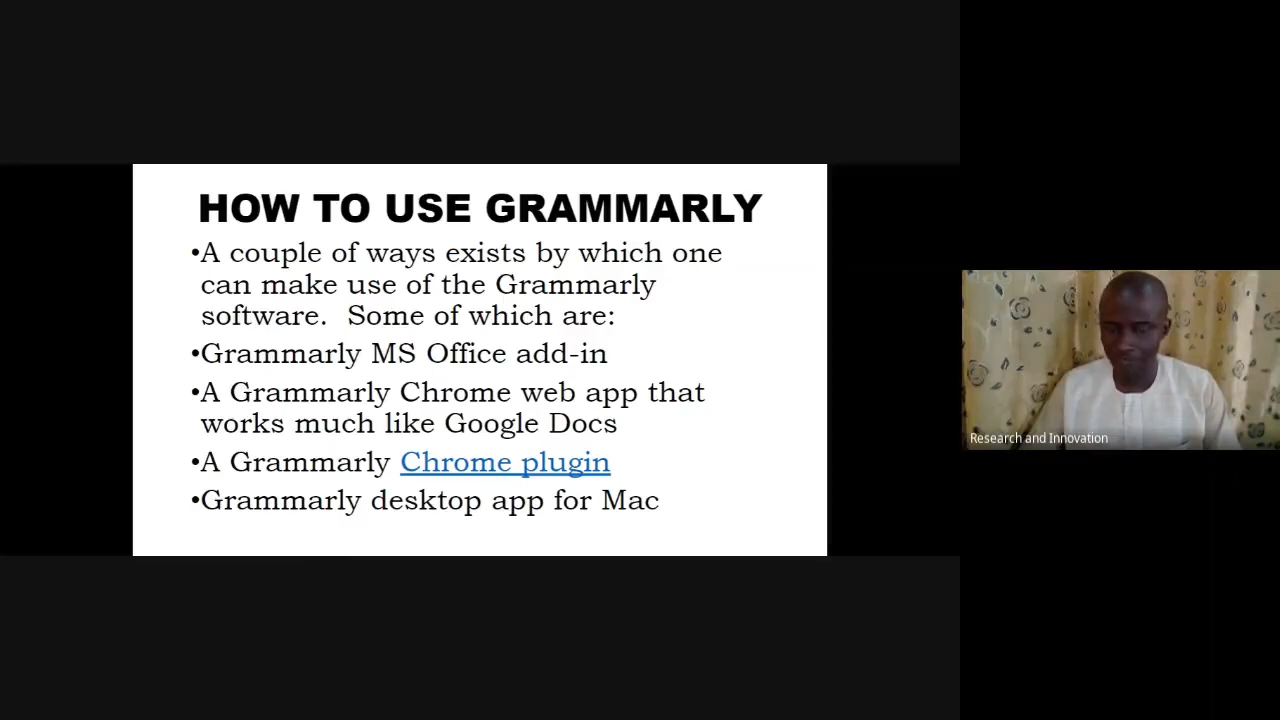 HOW TO USE GRAMMARLY
•A couple of ways exists by which one
can make use of the Grammarly
software.  Some of which are:
•Grammarly MS Office add-in
•A Grammarly Chrome web app that
works much like Google Docs
•A Grammarly Chrome plugin
•Grammarly desktop app for Mac
Research and Innovation